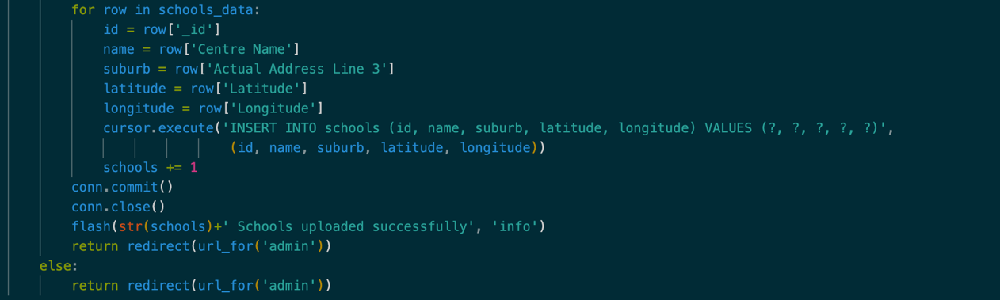 for row in schools_data:
id = row['_id']
name = row['Centre Name']
suburb = row['Actual Address Line 3']
latitude = row['Latitude']
longitude = row['Longitude']
cursor.execute('INSERT INTO schools (id, name, suburb, latitude, longitude) VALUES (?, ?, ?, ?, ?)',
(id, name, suburb, latitude, longitude))
schools += 1
conn.commit()
conn.close()
flash(str(schools)+' Schools uploaded successfully', 'info')
return redirect(url_for('admin'))
else:
return redirect(url_for('admin'))